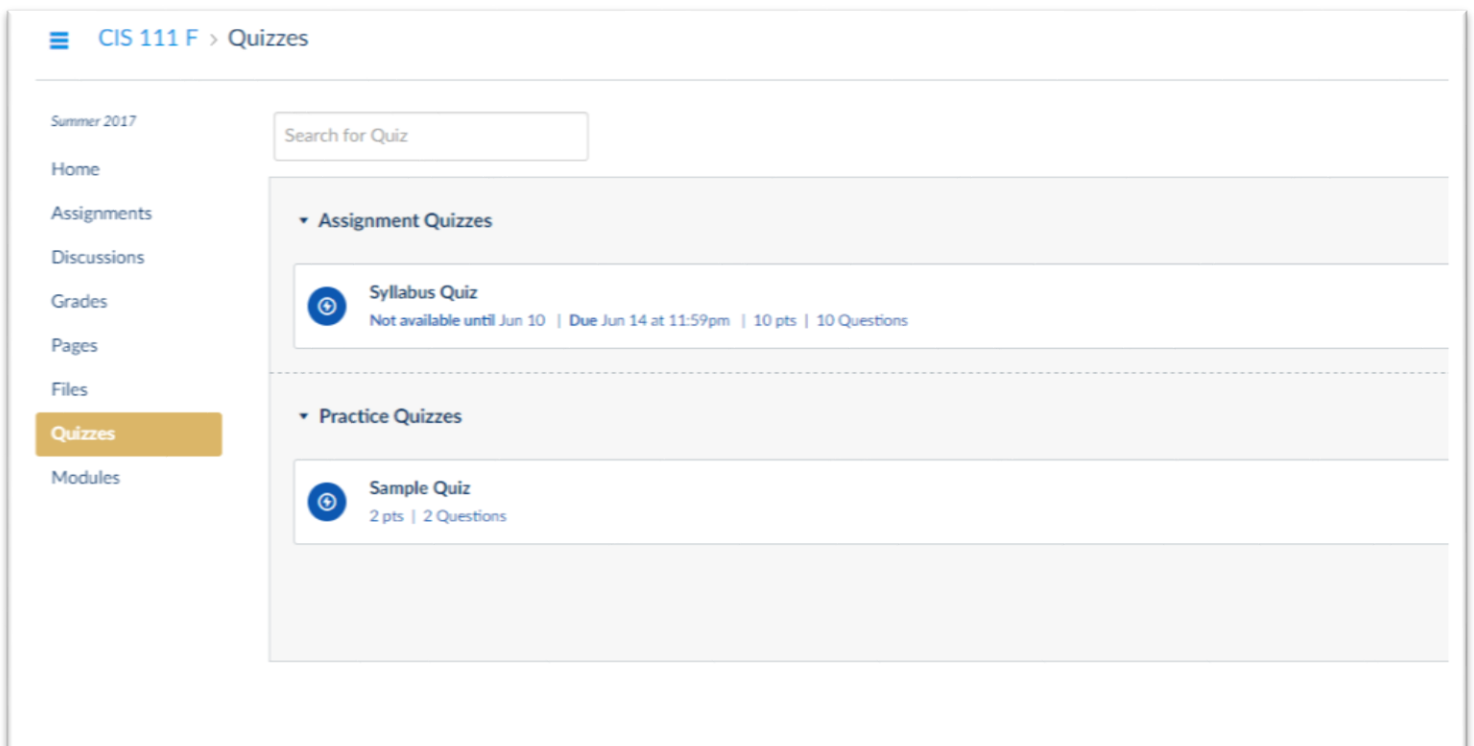 CIS 111 F > Quizzes
Summer 2017
Home
Assignments
Discussions
Grades
Pages
Files
Quizzes
Modules
Search for Quiz
Assignment Quizzes
Syllabus Quiz
Not available until Jun 10 | Due Jun 14 at 11:59pm | 10 pts | 10 Questions
Practice Quizzes
Sample Quiz
2 pts | 2 Questions